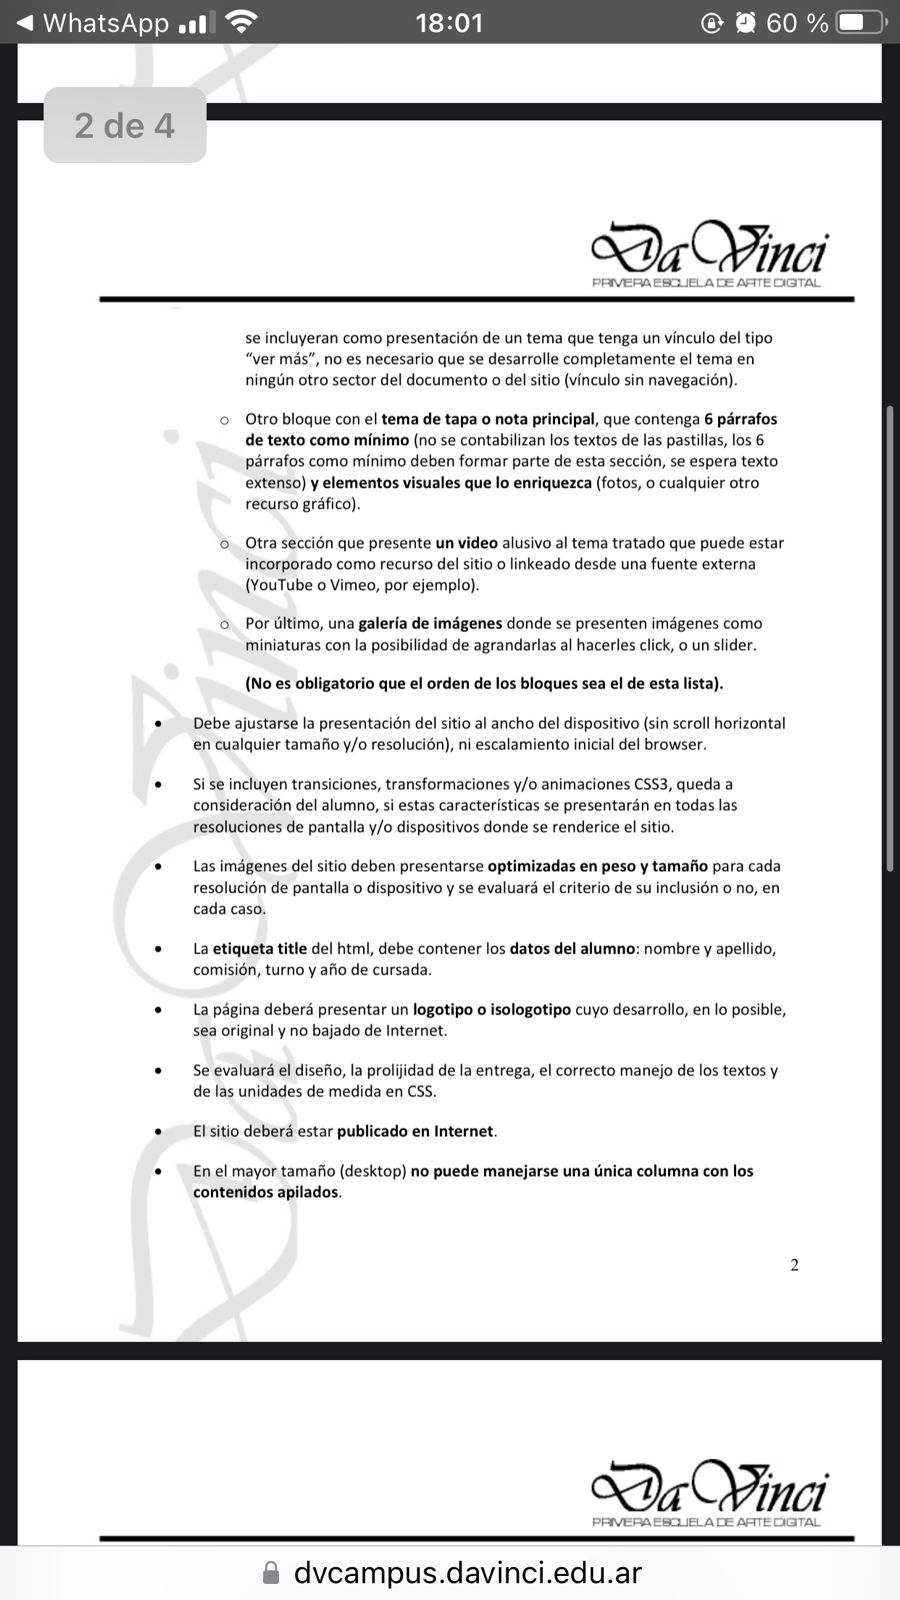 WhatsApp 18:01 60 %
2 de 4
Da Vinci
PRIMERA ESCUELA DE ARTE DIGITAL
se incluyeran como presentación de un tema que tenga un vínculo del tipo
“ver más”, no es necesario que se desarrolle completamente el tema en
ningún otro sector del documento o del sitio (vínculo sin navegación).
o Otro bloque con el tema de tapa o nota principal, que contenga 6 párrafos
de texto como mínimo (no se contabilizan los textos de las pastillas, los 6
párrafos como mínimo deben formar parte de esta sección, se espera texto
extenso) y elementos visuales que lo enriquezca (fotos, o cualquier otro
recurso gráfico).
o Otra sección que presente un video alusivo al tema tratado que puede estar
incorporado como recurso del sitio o linkeado desde una fuente externa
(YouTube o Vimeo, por ejemplo).
o Por último, una galería de imágenes donde se presenten imágenes como
miniaturas con la posibilidad de agrandarlas al hacerles click, o un slider.
(No es obligatorio que el orden de los bloques sea el de esta lista).
• Debe ajustarse la presentación del sitio al ancho del dispositivo (sin scroll horizontal
en cualquier tamaño y/o resolución), ni escalamiento inicial del browser.
• Si se incluyen transiciones, transformaciones y/o animaciones CSS3, queda a
consideración del alumno, si estas características se presentarán en todas las
resoluciones de pantalla y/o dispositivos donde se renderice el sitio.
• Las imágenes del sitio deben presentarse optimizadas en peso y tamaño para cada
resolución de pantalla o dispositivo y se evaluará el criterio de su inclusión o no, en
cada caso.
• La etiqueta title del html, debe contener los datos del alumno: nombre y apellido,
comisión, turno y año de cursada.
• La página deberá presentar un logotipo o isologotipo cuyo desarrollo, en lo posible,
sea original y no bajado de Internet.
• Se evaluará el diseño, la prolijidad de la entrega, el correcto manejo de los textos y
de las unidades de medida en CSS.
• El sitio deberá estar publicado en Internet.
• En el mayor tamaño (desktop) no puede manejarse una única columna con los
contenidos apilados.
Da Vinci
2
Da Vinci
PRIMERA ESCUELA DE ARTE DIGITAL
dvcampus.davinci.edu.ar